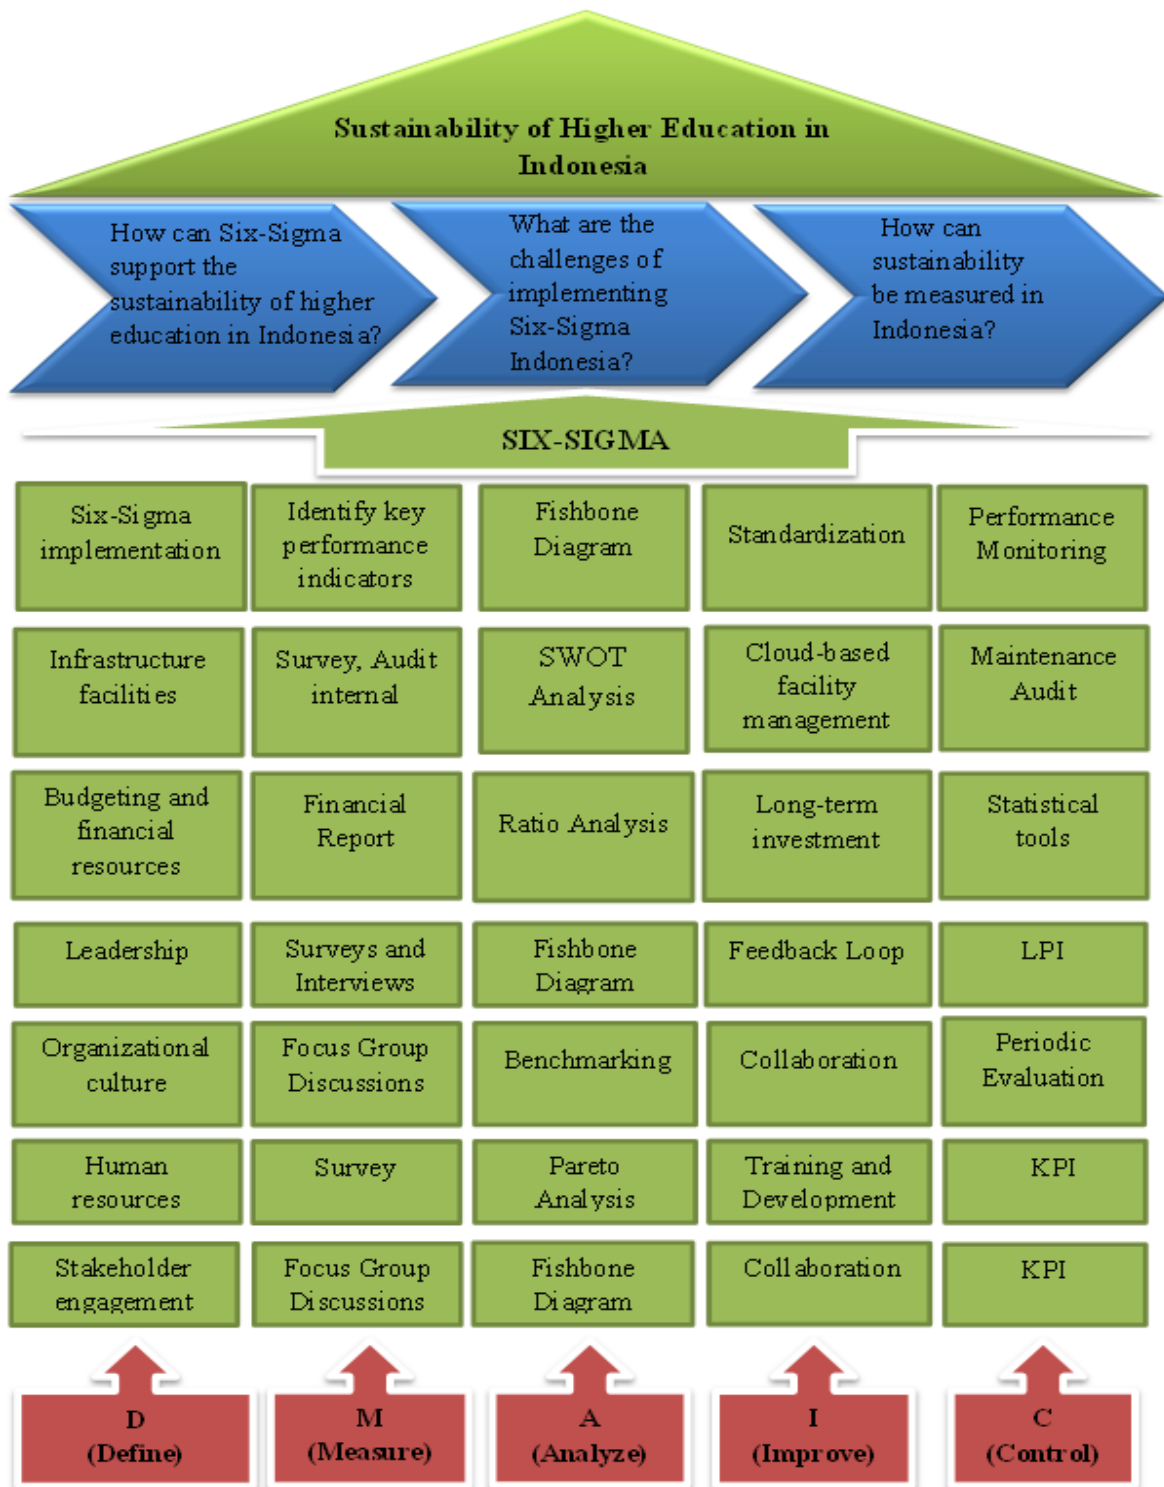 Sustainability of Higher Education in
Indonesia
How can Six-Sigma
support the
sustainability of higher
education in Indonesia?
What are the
challenges of
implementing
Six-Sigma
Indonesia?
How can
sustainability
be measured in
Indonesia?
SIX-SIGMA
Six-Sigma
implementation
Identify key
performance
indicators
Fishbone
Diagram
Standardization
Performance
Monitoring
Infrastructure
facilities
Survey, Audit
internal
SWOT
Analysis
Cloud-based
facility
management
Maintenance
Audit
Budgeting and
financial
resources
Financial
Report
Ratio Analysis
Long-term
investment
Statistical
tools
Leadership
Surveys and
Interviews
Fishbone
Diagram
Feedback Loop
LPI
Organizational
culture
Focus Group
Discussions
Benchmarking
Collaboration
Periodic
Evaluation
Human
resources
Survey
Pareto
Analysis
Training and
Development
KPI
Stakeholder
engagement
Focus Group
Discussions
Fishbone
Diagram
Collaboration
KPI
D
(Define)
M
(Measure)
A
(Analyze)
I
(Improve)
C
(Control)